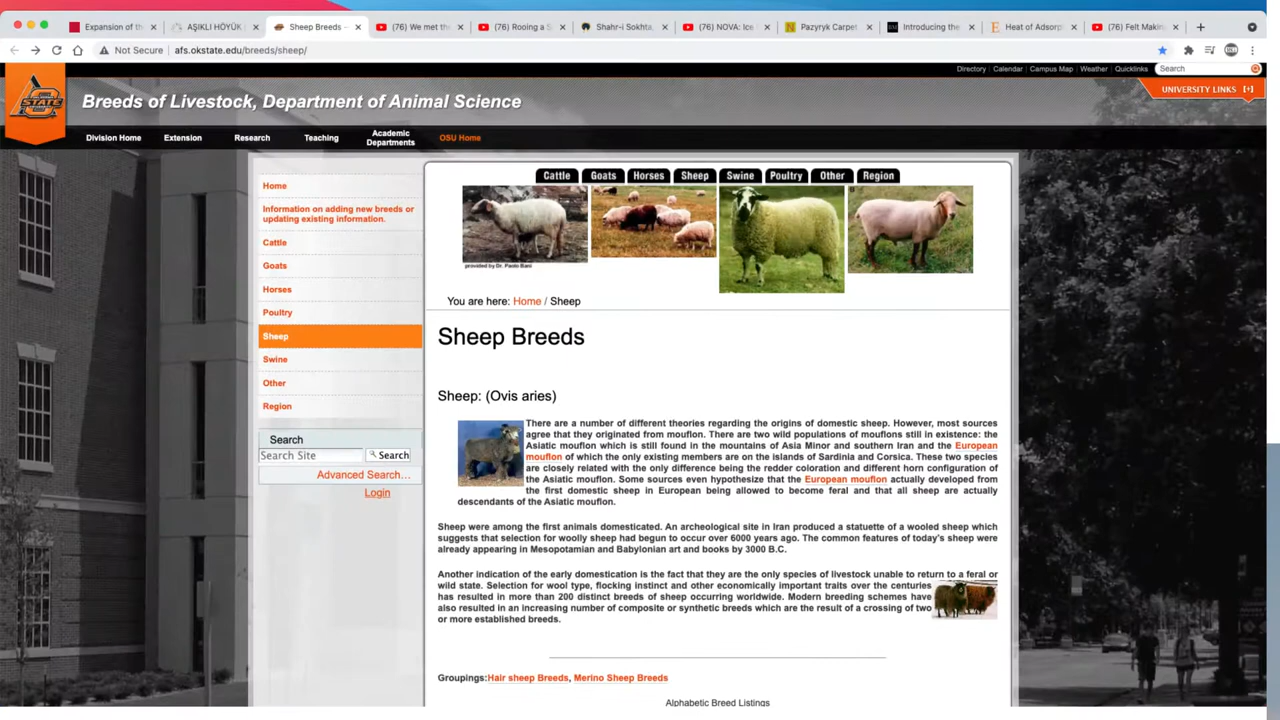 Expansion of the
AŞIKLI HÖYÜK
Sheep Breeds –
(76) We met the
(76) Rooing a S
Shahr-i Sokhta,
(76) NOVA: Ice
Pazyryk Carpet
Introducing the
Heat of Adsorp
(76) Felt Makin
Not Secure afs.okstate.edu/breeds/sheep/
Directory | Calendar | Campus Map | Weather | Quicklinks Search
STATE
Breeds of Livestock, Department of Animal Science
UNIVERSITY LINKS [+]
Division Home Extension Research Teaching Academic Departments OSU Home
Cattle Goats Horses Sheep Swine Poultry Other Region
provided by Dr. Paolo Bani
Home
Information on adding new breeds or
updating existing information.
Cattle
Goats
Horses
Poultry
Sheep
Swine
Other
Region
Search
Search Site Search
Advanced Search…
Login
You are here: Home / Sheep
Sheep Breeds
Sheep: (Ovis aries)
There are a number of different theories regarding the origins of domestic sheep. However, most sources
agree that they originated from mouflon. There are two wild populations of mouflons still in existence: the
Asiatic mouflon which is still found in the mountains of Asia Minor and southern Iran and the European
mouflon of which the only existing members are on the islands of Sardinia and Corsica. These two species
are closely related with the only difference being the redder coloration and different horn configuration of
the Asiatic mouflon. Some sources even hypothesize that the European mouflon actually developed from
the first domestic sheep in European being allowed to become feral and that all sheep are actually
descendants of the Asiatic mouflon.
Sheep were among the first animals domesticated. An archeological site in Iran produced a statuette of a wooled sheep which
suggests that selection for woolly sheep had begun to occur over 6000 years ago. The common features of today's sheep were
already appearing in Mesopotamian and Babylonian art and books by 3000 B.C.
Another indication of the early domestication is the fact that they are the only species of livestock unable to return to a feral or
wild state. Selection for wool type, flocking instinct and other economically important traits over the centuries
has resulted in more than 200 distinct breeds of sheep occurring worldwide. Modern breeding schemes have
also resulted in an increasing number of composite or synthetic breeds which are the result of a crossing of two
or more established breeds.
Groupings:Hair sheep Breeds, Merino Sheep Breeds
Alphabetic Breed Listings